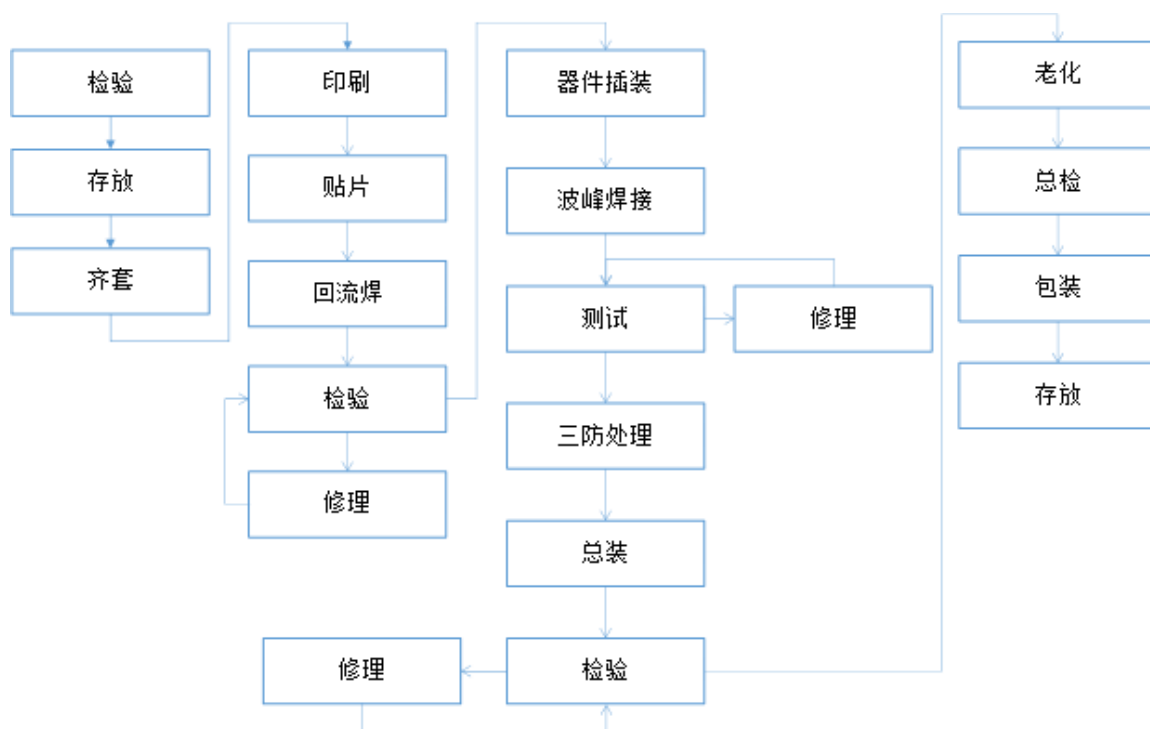 检验
存放
齐套
印刷
贴片
回流焊
检验
修理
器件插装
波峰焊接
测试
修理
三防处理
总装
检验
修理
老化
总检
包装
存放